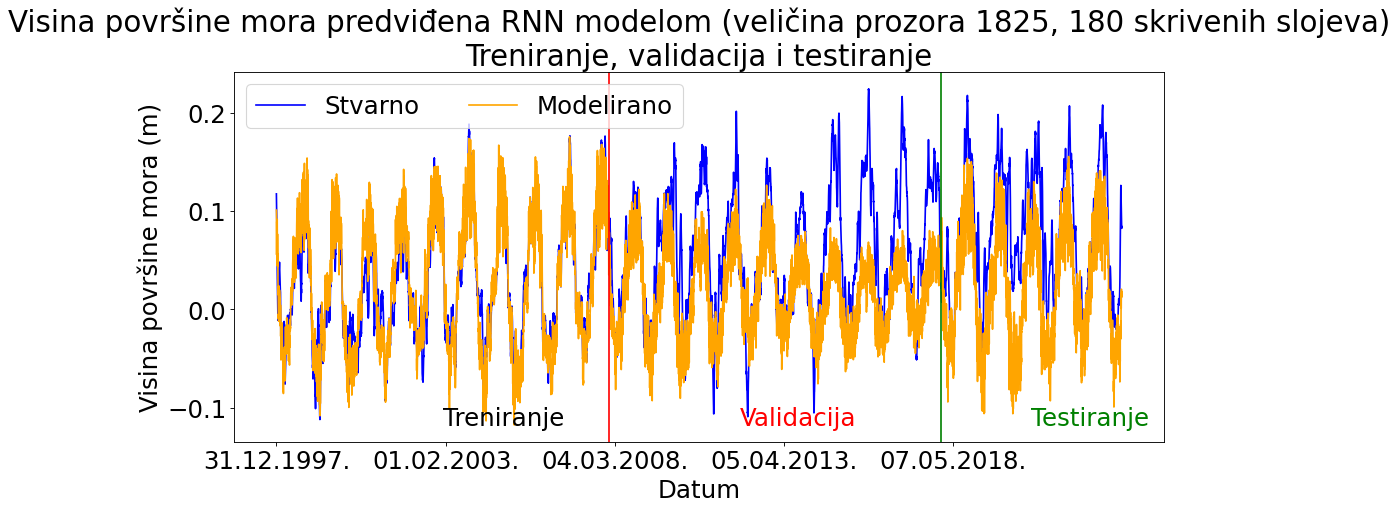 Visina površine mora predviđena RNN modelom (veličina prozora 1825, 180 skrivenih slojeva)
Treniranje, validacija i testiranje
Stvarno
Modelirano
Visina površine mora (m)
0.2
0.1
0.0
−0.1
Treniranje
Validacija
Testiranje
31.12.1997.
01.02.2003.
04.03.2008.
05.04.2013.
07.05.2018.
Datum